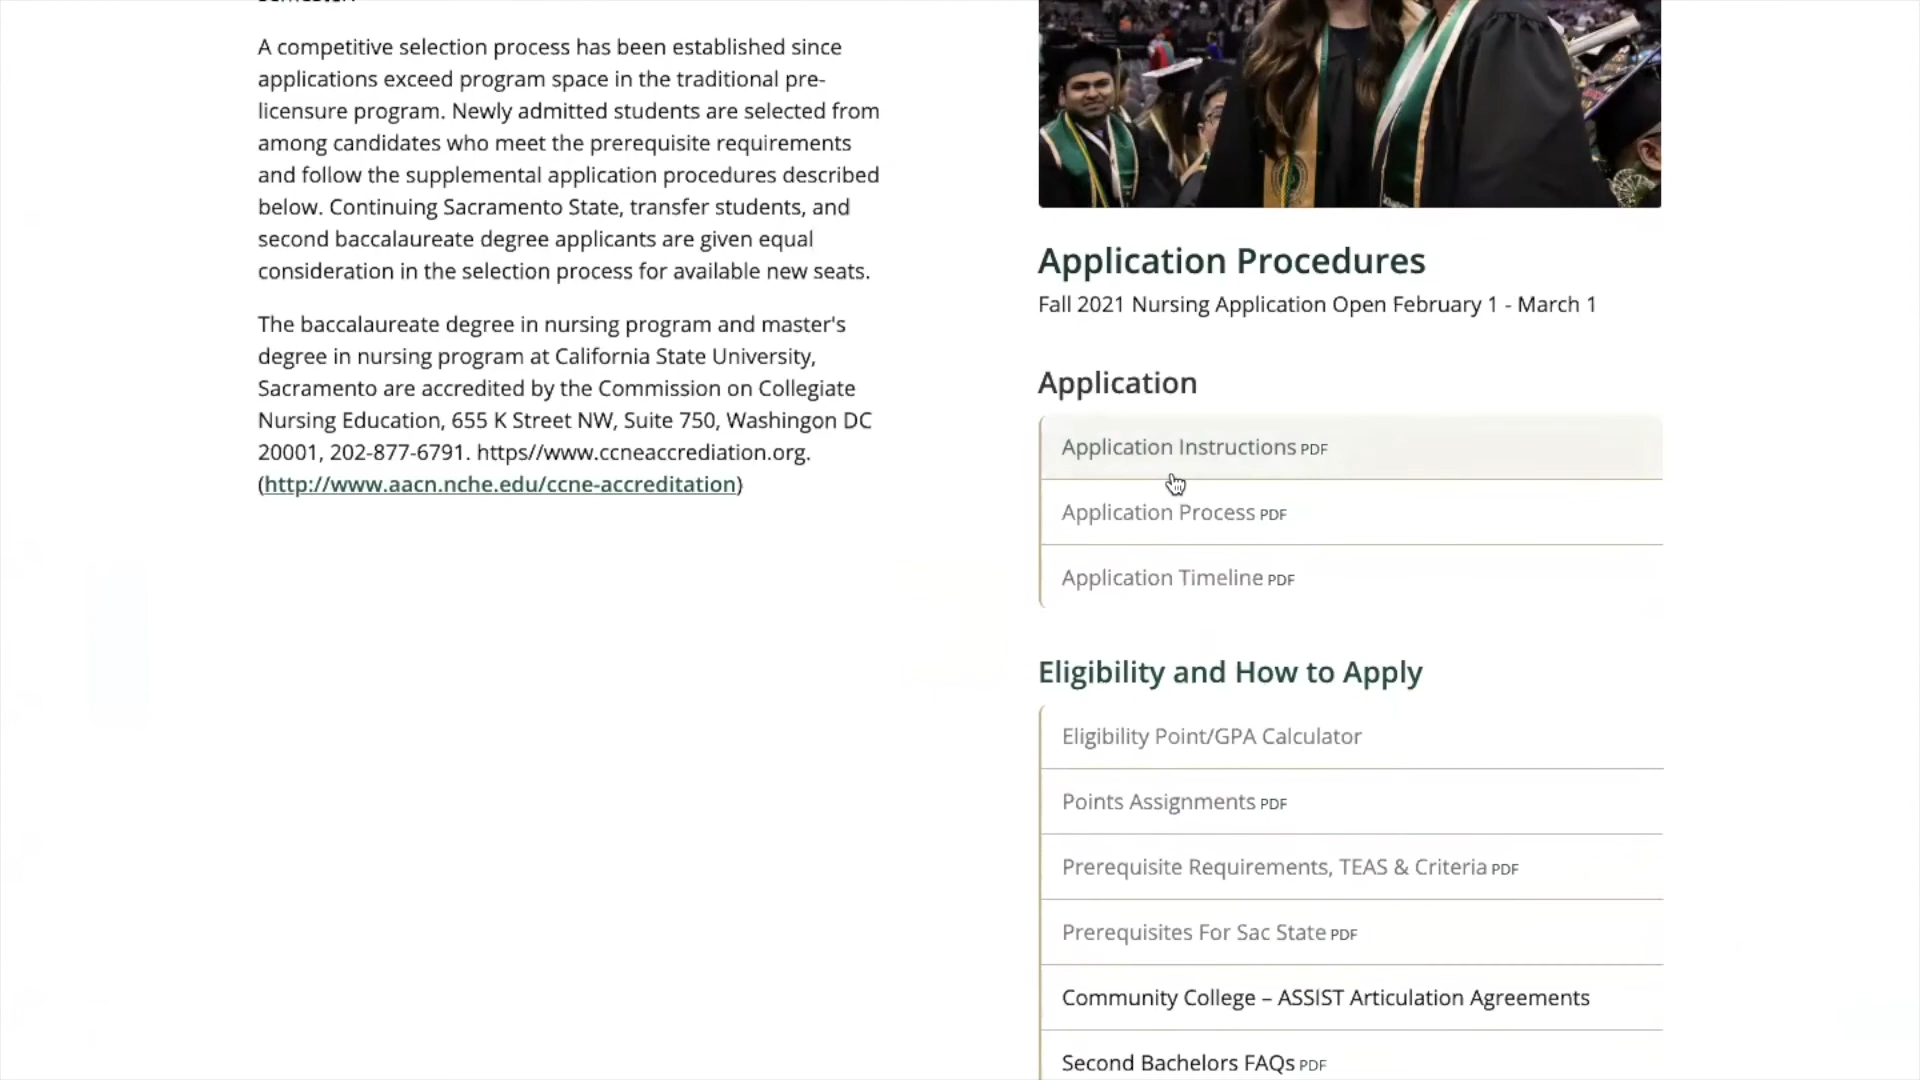 A competitive selection process has been established since
applications exceed program space in the traditional pre-
licensure program. Newly admitted students are selected from
among candidates who meet the prerequisite requirements
and follow the supplemental application procedures described
below. Continuing Sacramento State, transfer students, and
second baccalaureate degree applicants are given equal
consideration in the selection process for available new seats.
The baccalaureate degree in nursing program and master's
degree in nursing program at California State University,
Sacramento are accredited by the Commission on Collegiate
Nursing Education, 655 K Street NW, Suite 750, Washingon DC
20001, 202-877-6791. https//www.ccneaccrediation.org.
(http://www.aacn.nche.edu/ccne-accreditation)
Application Procedures
Fall 2021 Nursing Application Open February 1 - March 1
Application
Application Instructions PDF
Application Process PDF
Application Timeline PDF
Eligibility and How to Apply
Eligibility Point/GPA Calculator
Points Assignments PDF
Prerequisite Requirements, TEAS & Criteria PDF
Prerequisites For Sac State PDF
Community College – ASSIST Articulation Agreements
Second Bachelors FAQs PDF